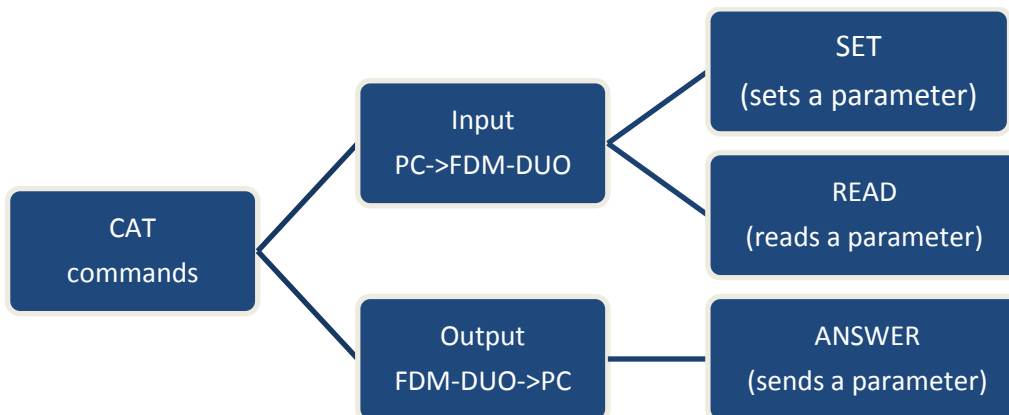 CAT
commands
Input
PC->FDM-DUO
Output
FDM-DUO->PC
SET
(sets a parameter)
READ
(reads a parameter)
ANSWER
(sends a parameter)